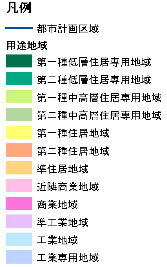 凡例
都市計画区域
用途地域
第一種低層住居専用地域
第二種低層住居専用地域
第一種中高層住居専用地域
第二種中高層住居専用地域
第一種住居地域
第二種住居地域
準住居地域
近隣商業地域
商業地域
準工業地域
工業地域
工業専用地域